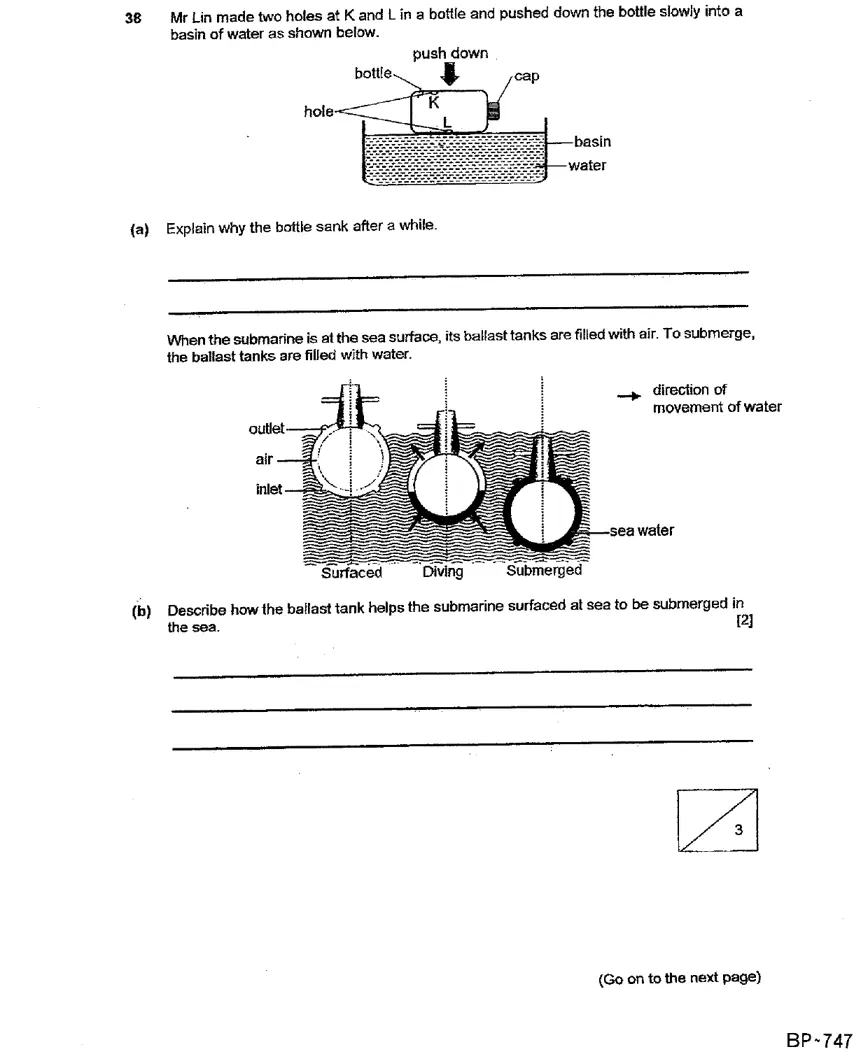 38 Mr Lin made two holes at K and L in a bottle and pushed down the bottle slowly into a
basin of water as shown below.
push down
bottle
cap
hole
K
L
basin
water
(a) Explain why the bottle sank after a while.
When the submarine is at the sea surface, its ballast tanks are filled with air. To submerge,
the ballast tanks are filled with water.
direction of
movement of water
outlet
air
inlet
sea water
Surfaced Diving Submerged
(b) Describe how the ballast tank helps the submarine surfaced at sea to be submerged in
the sea. [2]
3
(Go on to the next page)
BP-747